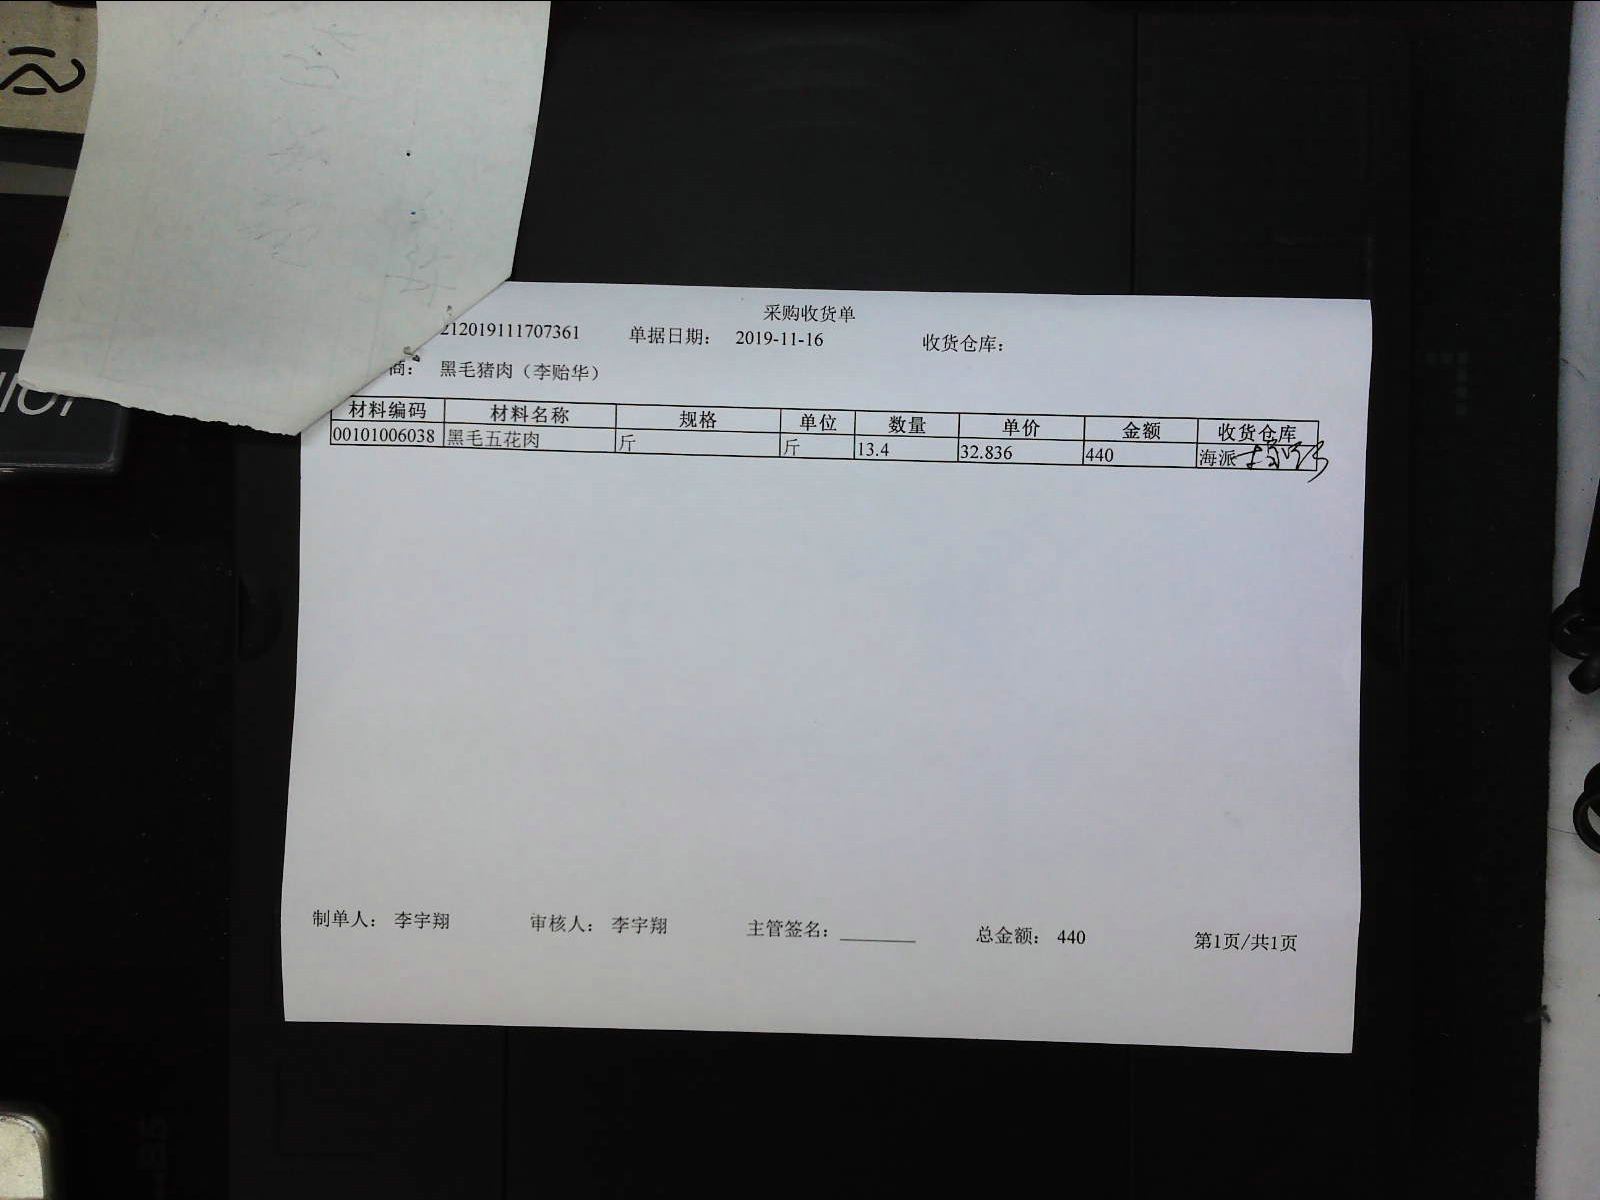 采购收货单
212019111707361 单据日期： 2019-11-16 收货仓库：
商： 黑毛猪肉（李贻华）
材料编码 材料名称 规格 单位 数量 单价 金额 收货仓库
00101006038 黑毛五花肉 斤 斤 13.4 32.836 440 海派
制单人： 李宇翔 审核人： 李宇翔 主管签名： 总金额： 440 第1页/共1页